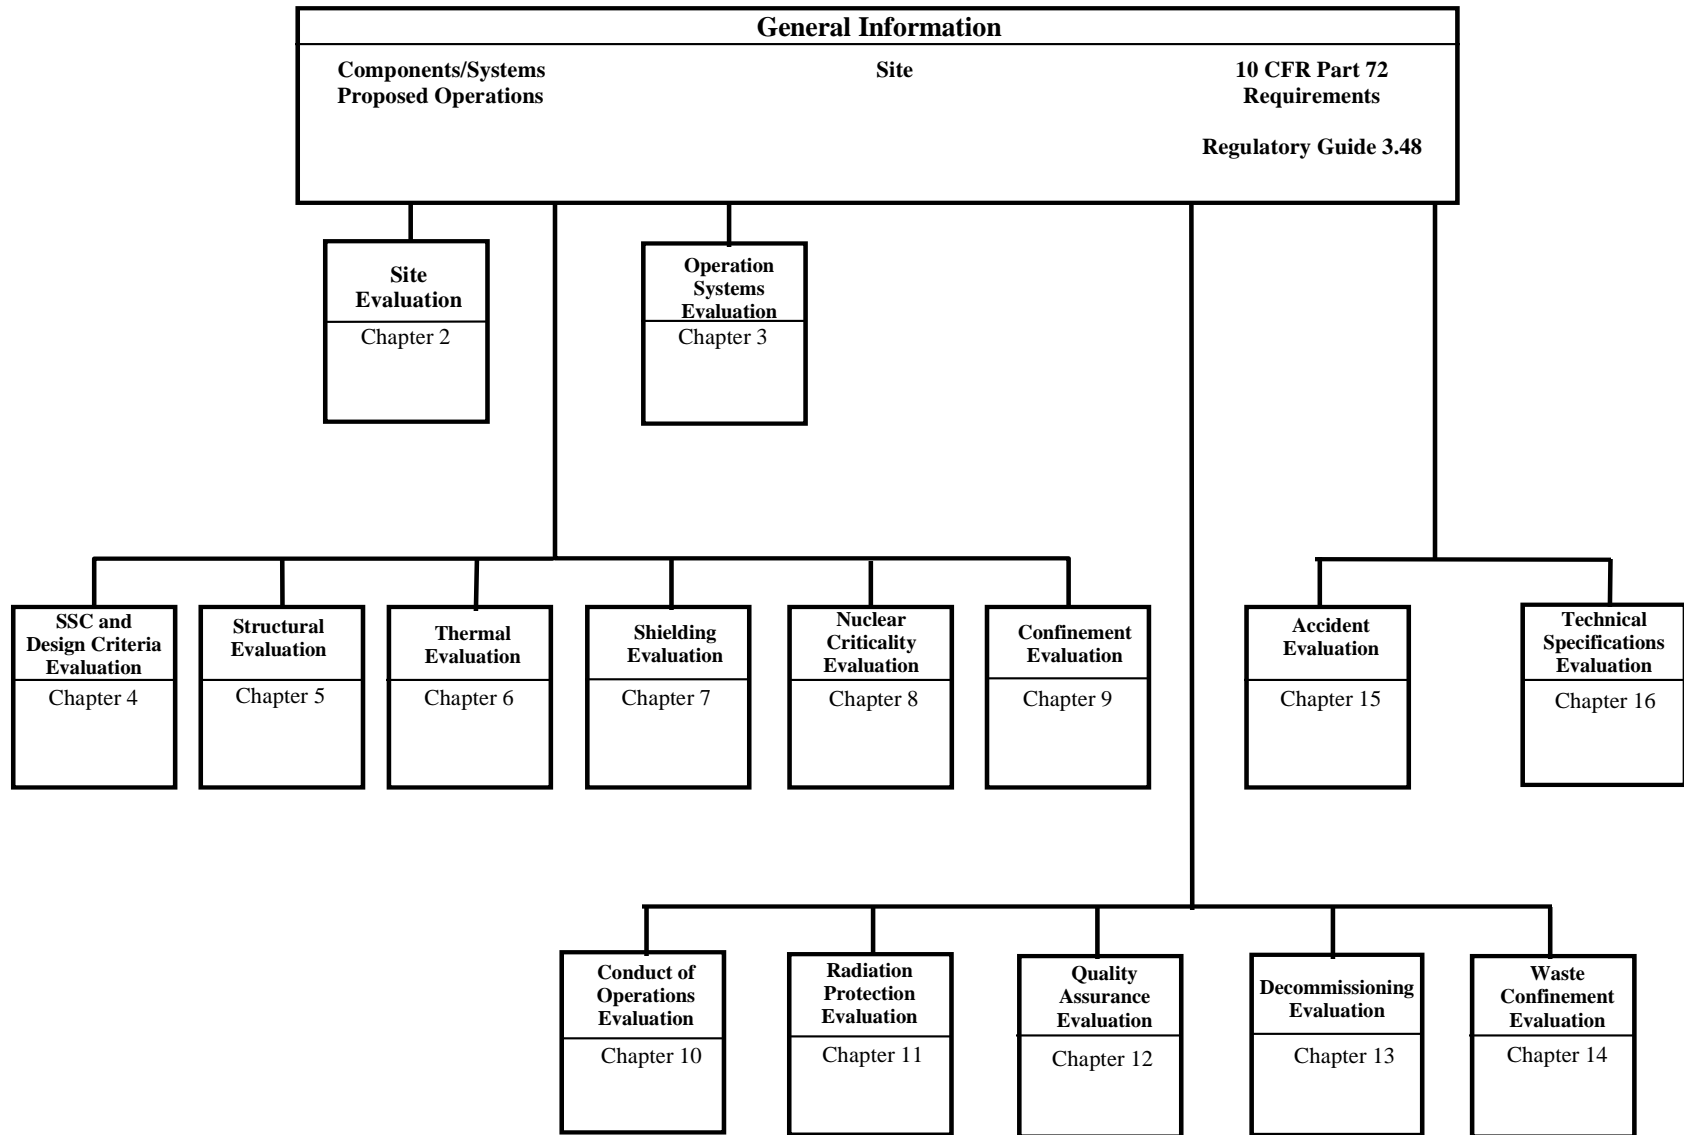 General Information
Components/Systems
Proposed Operations
Site
10 CFR Part 72
Requirements
Regulatory Guide 3.48
Site
Evaluation
Chapter 2
Operation
Systems
Evaluation
Chapter 3
SSC and
Design Criteria
Evaluation
Chapter 4
Structural
Evaluation
Chapter 5
Thermal
Evaluation
Chapter 6
Shielding
Evaluation
Chapter 7
Nuclear
Criticality
Evaluation
Chapter 8
Confinement
Evaluation
Chapter 9
Accident
Evaluation
Chapter 15
Technical
Specifications
Evaluation
Chapter 16
Conduct of
Operations
Evaluation
Chapter 10
Radiation
Protection
Evaluation
Chapter 11
Quality
Assurance
Evaluation
Chapter 12
Decommissioning
Evaluation
Chapter 13
Waste
Confinement
Evaluation
Chapter 14